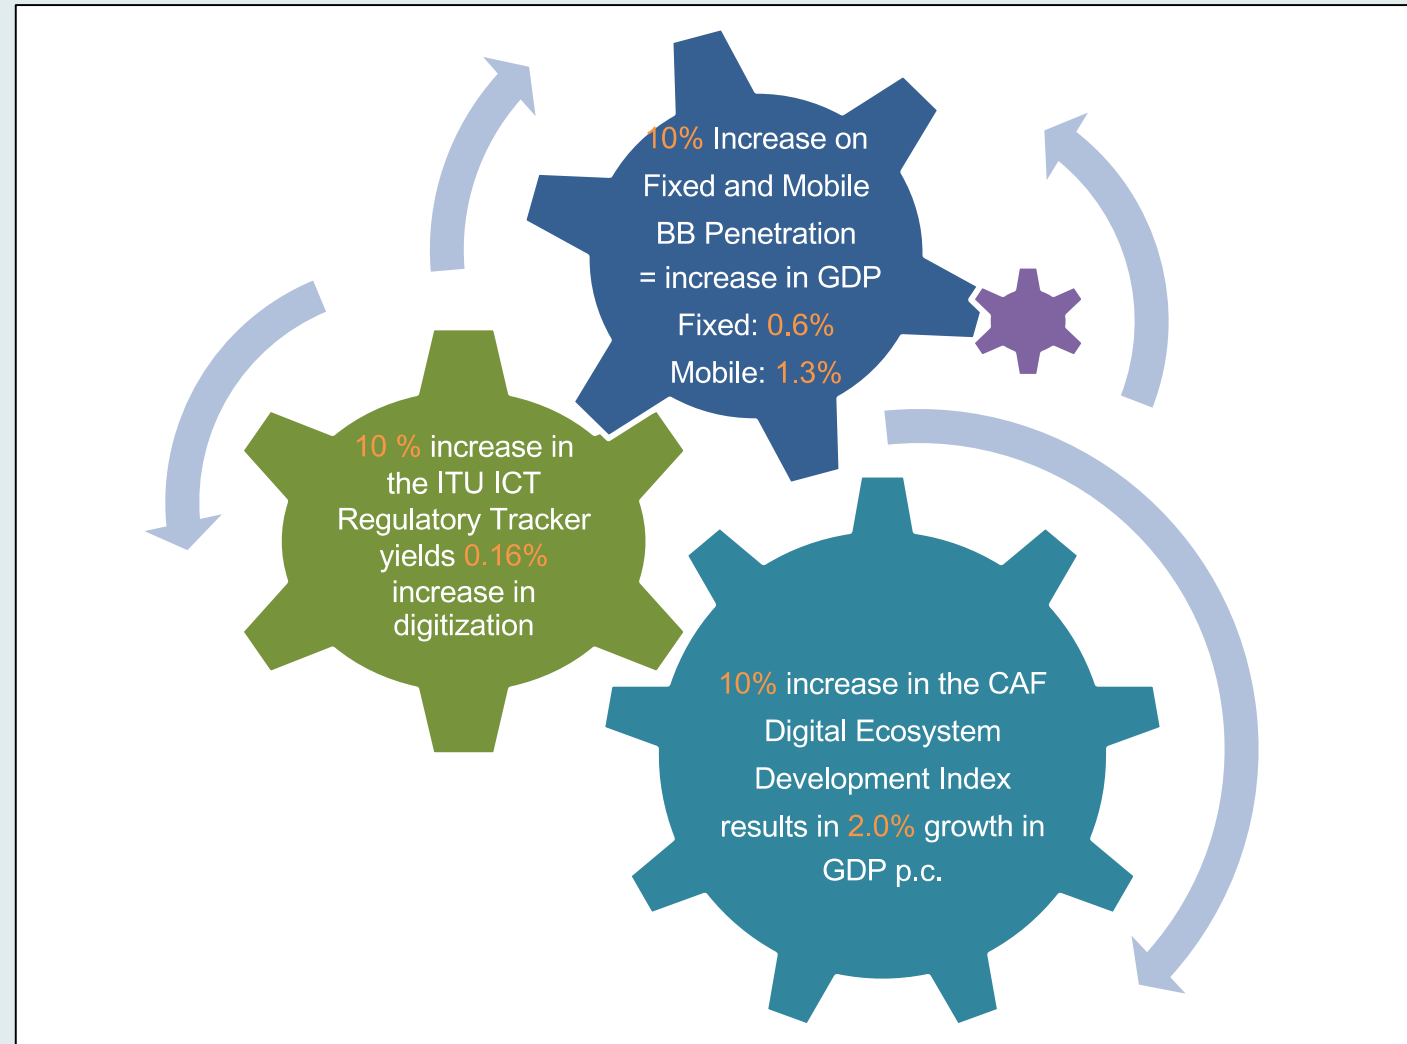 10% Increase on
Fixed and Mobile
BB Penetration
= increase in GDP
Fixed: 0.6%
Mobile: 1.3%
10 % increase in
the ITU ICT
Regulatory Tracker
yields 0.16%
increase in
digitization
10% increase in the CAF
Digital Ecosystem
Development Index
results in 2.0% growth in
GDP p.c.